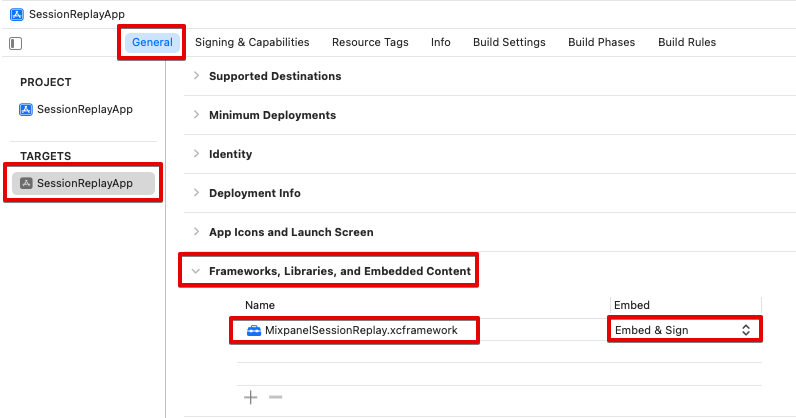 SessionReplayApp
General
Signing & Capabilities
Resource Tags
Info
Build Settings
Build Phases
Build Rules
PROJECT
SessionReplayApp
TARGETS
SessionReplayApp
Supported Destinations
Minimum Deployments
Identity
Deployment Info
App Icons and Launch Screen
Frameworks, Libraries, and Embedded Content
Name
Embed
MixpanelSessionReplay.xcframework
Embed & Sign